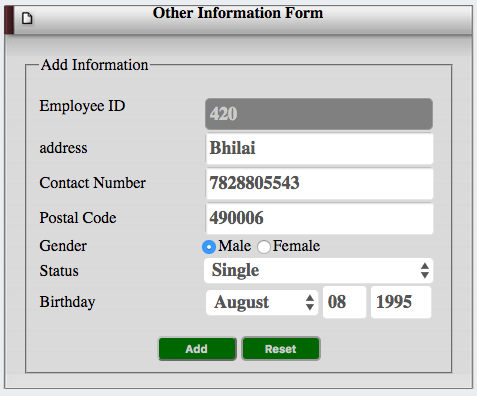 Other Information Form
Add Information
Employee ID 420
address Bhilai
Contact Number 7828805543
Postal Code 490006
Gender Male Female
Status Single
Birthday August 08 1995
Add Reset